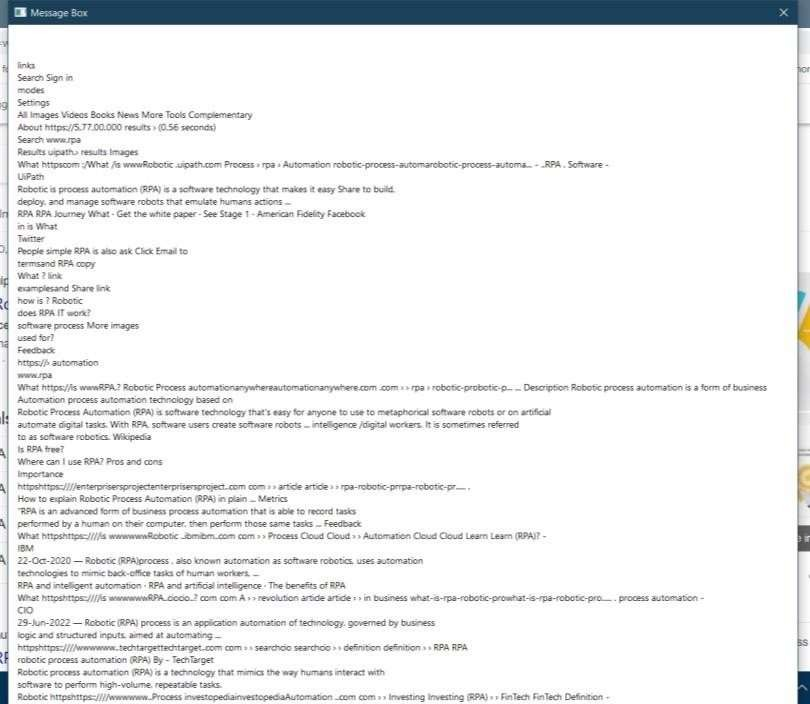 Message Box
links
Search Sign in
modes
Settings
All Images Videos Books News More Tools Complementary
About https://5,77,00,000 results › (0.56 seconds)
Search www.rpa
Results uipath.› results Images
What httpscom :/What /is wwwRobotic .uipath.com Process › rpa › Automation robotic-process-automarobotic-process-automa... - ..RPA . Software -
UiPath
Robotic is process automation (RPA) is a software technology that makes it easy Share to build,
deploy, and manage software robots that emulate humans actions ...
RPA RPA Journey What · Get the white paper · See Stage 1 · American Fidelity Facebook
in is What
Twitter
People simple RPA is also ask Click Email to
termsand RPA copy
What ? link
examplesand Share link
how is ? Robotic
does RPA IT work?
software process More images
used for?
Feedback
https://› automation
www.rpa
What https://is wwwRPA,? Robotic Process automationanywhereautomationanywhere.com .com › › rpa › robotic-probotic-p... ... Description Robotic process automation is a form of business
Automation process automation technology based on
Robotic Process Automation (RPA) is software technology that's easy for anyone to use to metaphorical software robots or on artificial
automate digital tasks. With RPA, software users create software robots ... intelligence /digital workers. It is sometimes referred
to as software robotics. Wikipedia
Is RPA free?
Where can I use RPA? Pros and cons
Importance
httpshttps:////enterprisersprojectenterprisersproject..com com › › article article › › rpa-robotic-prrpa-robotic-pr...... .
How to explain Robotic Process Automation (RPA) in plain ... Metrics
"RPA is an advanced form of business process automation that is able to record tasks
performed by a human on their computer, then perform those same tasks ... Feedback
What httpshttps:////is wwwwwwRobotic ..ibmibm..com com › › Process Cloud Cloud › › Automation Cloud Cloud Learn Learn (RPA)? -
IBM
22-Oct-2020 — Robotic (RPA)process , also known automation as software robotics, uses automation
technologies to mimic back-office tasks of human workers, ...
RPA and intelligent automation · RPA and artificial intelligence · The benefits of RPA
What httpshttps:////is wwwwwwRPA..ciocio..? com com A › › revolution article article › › in business what-is-rpa-robotic-prowhat-is-rpa-robotic-pro...... . process automation -
CIO
29-Jun-2022 — Robotic (RPA) process is an application automation of technology, governed by business
logic and structured inputs, aimed at automating ...
httpshttps:////wwwwww..techtargettechtarget..com com › › searchcio searchcio › › definition definition › › RPA RPA
robotic process automation (RPA) By - TechTarget
Robotic process automation (RPA) is a technology that mimics the way humans interact with
software to perform high-volume, repeatable tasks.
Robotic httpshttps:////wwwwww..Process investopediainvestopediaAutomation ..com com › › Investing Investing (RPA) › › FinTech FinTech Definition -